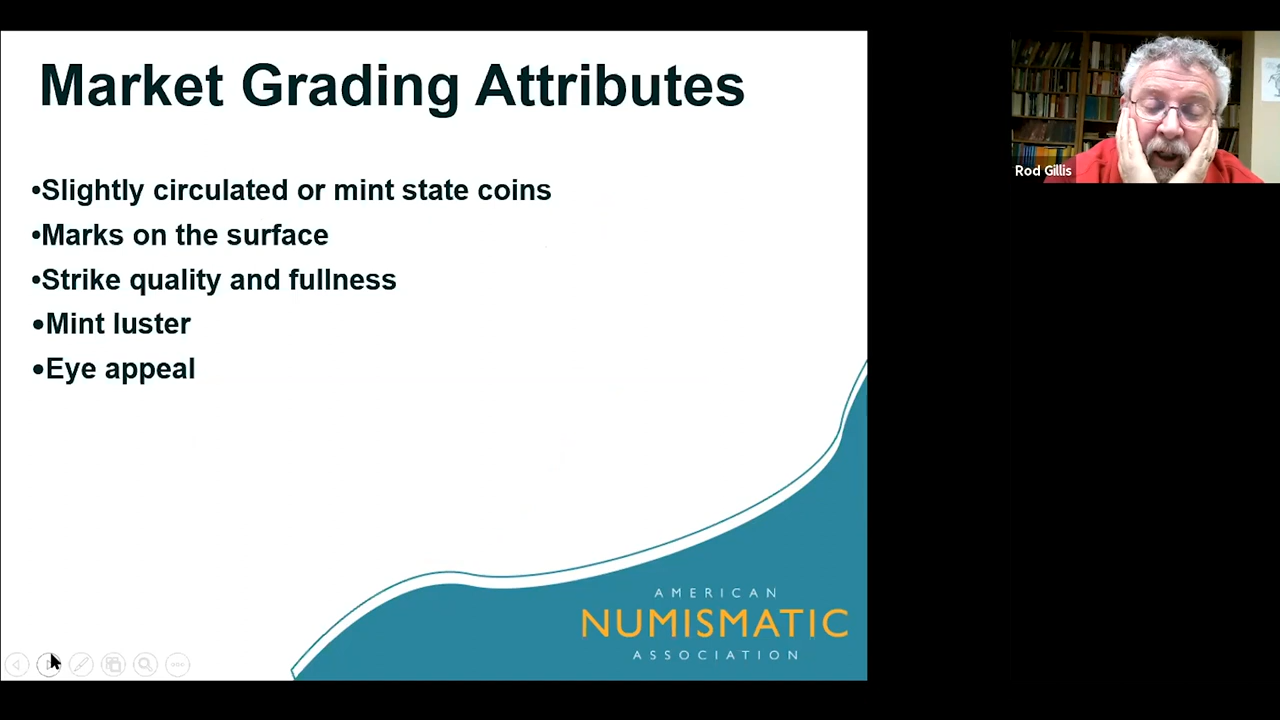 Market Grading Attributes
•Slightly circulated or mint state coins
•Marks on the surface
•Strike quality and fullness
•Mint luster
•Eye appeal
AMERICAN
NUMISMATIC
ASSOCIATION
Rod Gillis